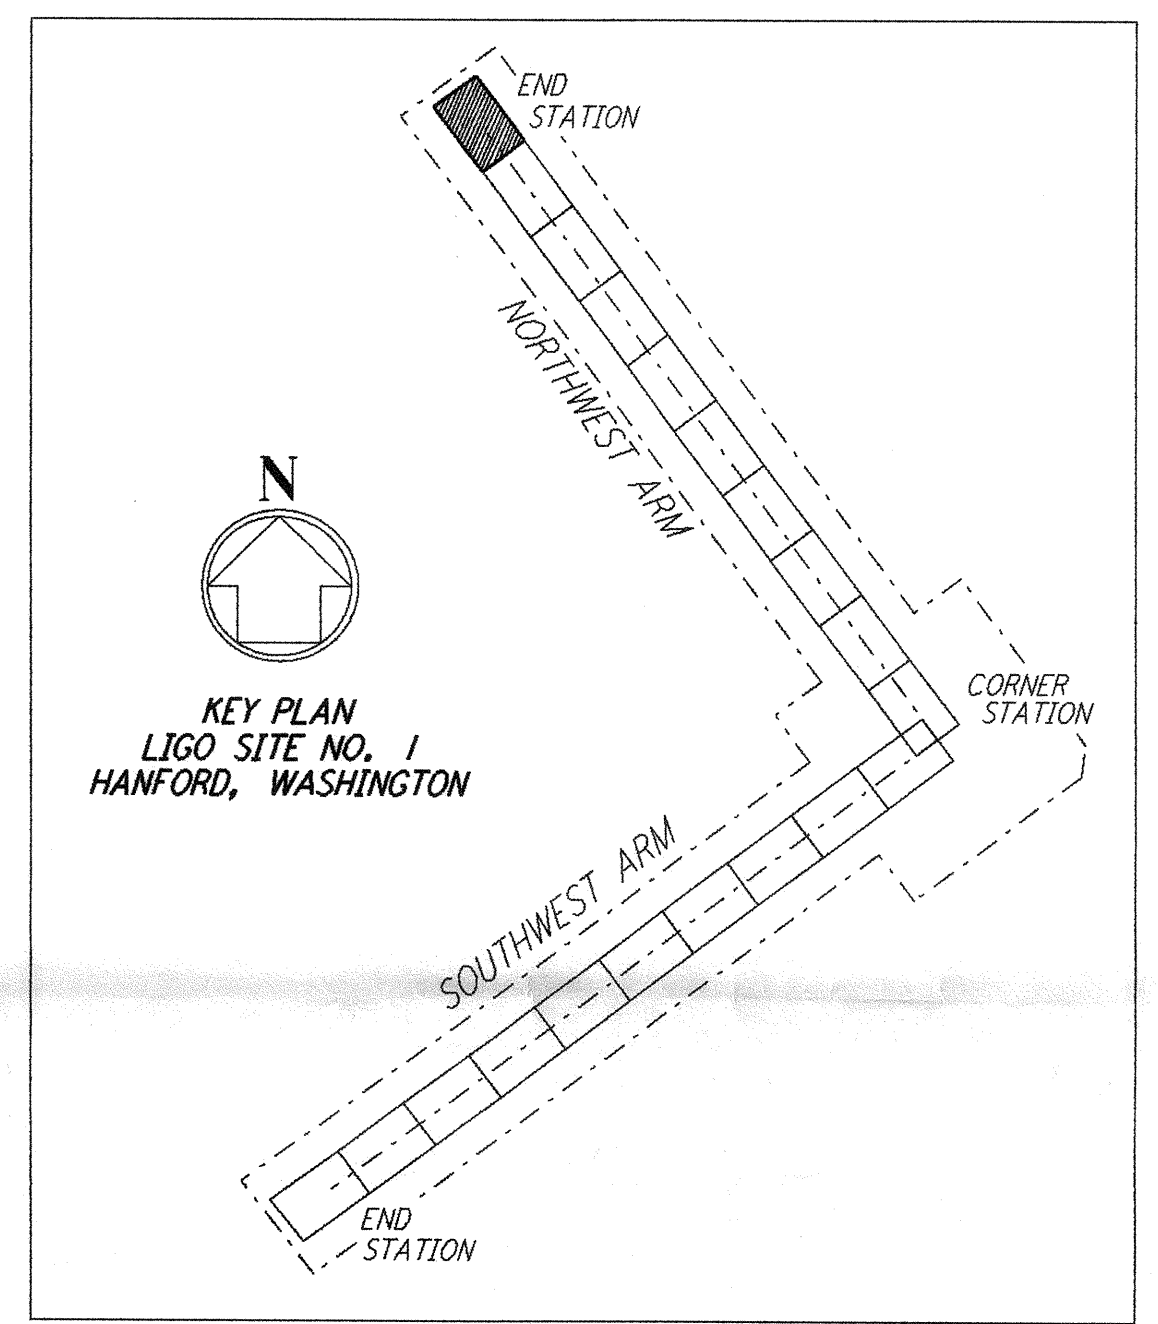 END
STATION
NORTHWEST ARM
N
CORNER
STATION
KEY PLAN
LIGO SITE NO. 1
HANFORD, WASHINGTON
SOUTHWEST ARM
END
STATION